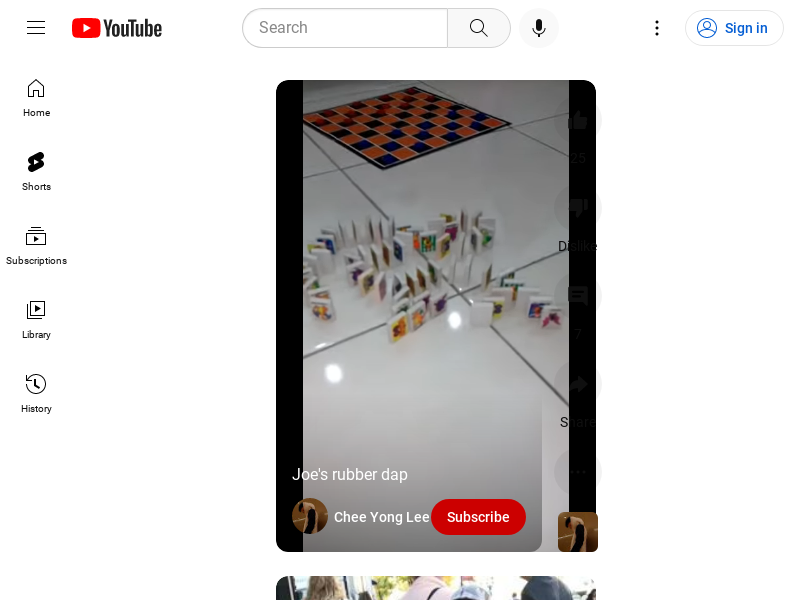 YouTube
Search
Sign in
Home
Shorts
Subscriptions
Library
History
25
Dislike
7
Share
Joe's rubber dap
Chee Yong Lee
Subscribe